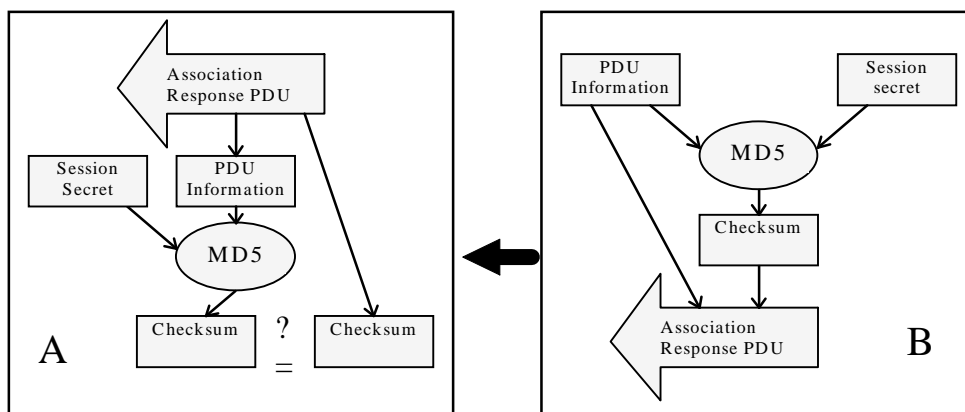 Association
Response PDU
Session
Secret
PDU
Information
MD5
Checksum
?
=
Checksum
A
PDU
Information
Session
secret
MD5
Checksum
Association
Response PDU
B